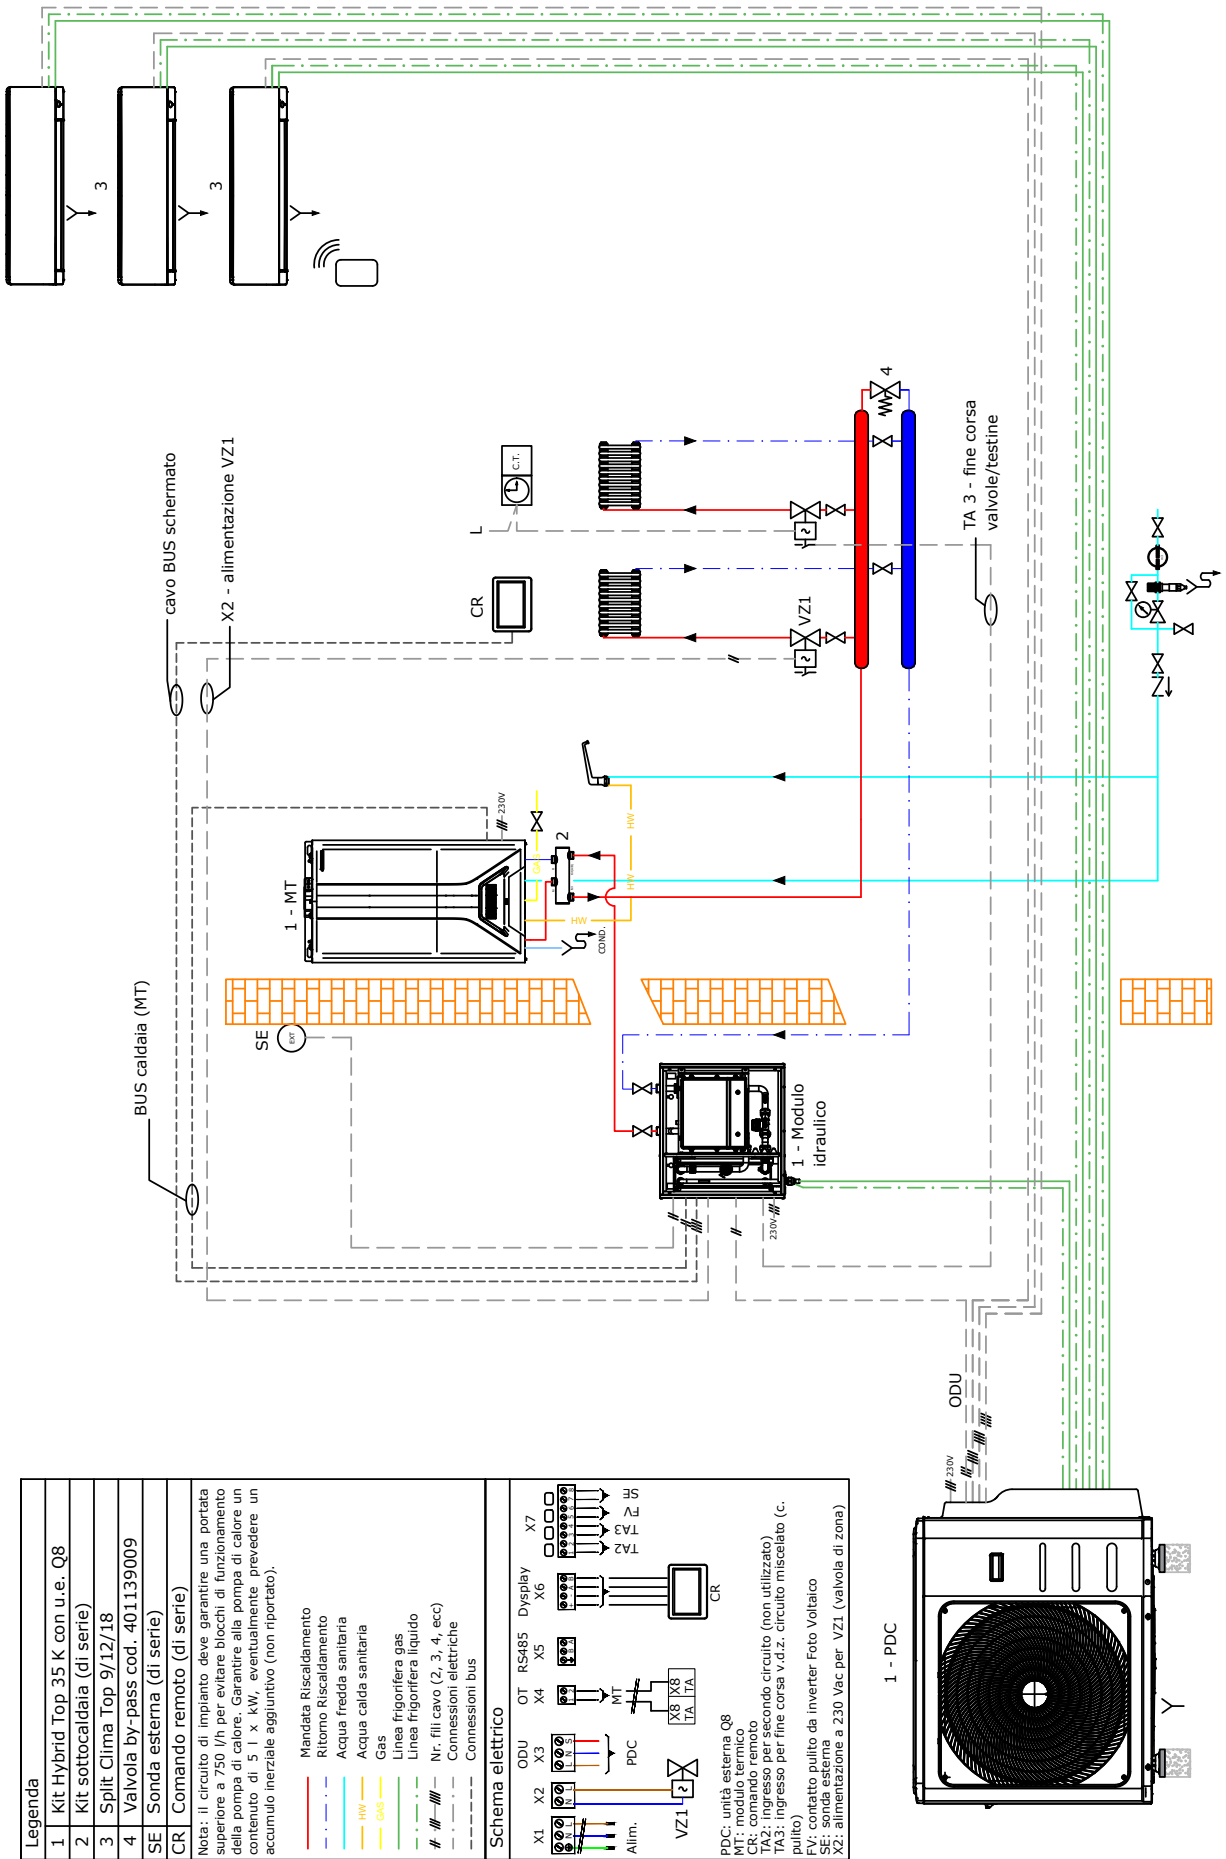 Legenda
1 Kit Hybrid Top 35 K con u.e. Q8
2 Kit sottocaldaia (di serie)
3 Split Clima Top 9/12/18
4 Valvola by-pass cod. 401139009
SE Sonda esterna (di serie)
CR Comando remoto (di serie)
Nota: il circuito di impianto deve garantire una portata
superiore a 750 l/h per evitare blocchi di funzionamento
della pompa di calore. Garantire alla pompa di calore un
contenuto di 5 l x kW, eventualmente prevedere un
accumulo inerziale aggiuntivo (non riportato).
Mandata Riscaldamento
Ritorno Riscaldamento
Acqua fredda sanitaria
HW Acqua calda sanitaria
GAS Gas
Linea frigorifera gas
Linea frigorifera liquido
Nr. fili cavo (2, 3, 4, ecc)
Connessioni elettriche
Connessioni bus
Schema elettrico
X1
X2
ODU
X3
OT
X4
RS485
X5
Dysplay
X6
X7
N L
N L
L N S
Alim.
VZ1
PDC
MT
X8 X8
TA TA
CR
TA2
TA3
FV
SE
PDC: unità esterna Q8
MT: modulo termico
CR: comando remoto
TA2: ingresso per secondo circuito (non utilizzato)
TA3: ingresso per fine corsa v.d.z. circuito miscelato (c.
pulito)
FV: contatto pulito da inverter Foto Voltaico
SE: sonda esterna
X2: alimentazione a 230 Vac per VZ1 (valvola di zona)
BUS caldaia (MT)
cavo BUS schermato
X2 - alimentazione VZ1
SE
EXT
1 - MT
230V
GAS
HW
HW
HW
COND.
2
CR
L
C.T.
VZ1
4
TA 3 - fine corsa
valvole/testine
1 - Modulo
idraulico
230V
ODU
230V
1 - PDC
3
3